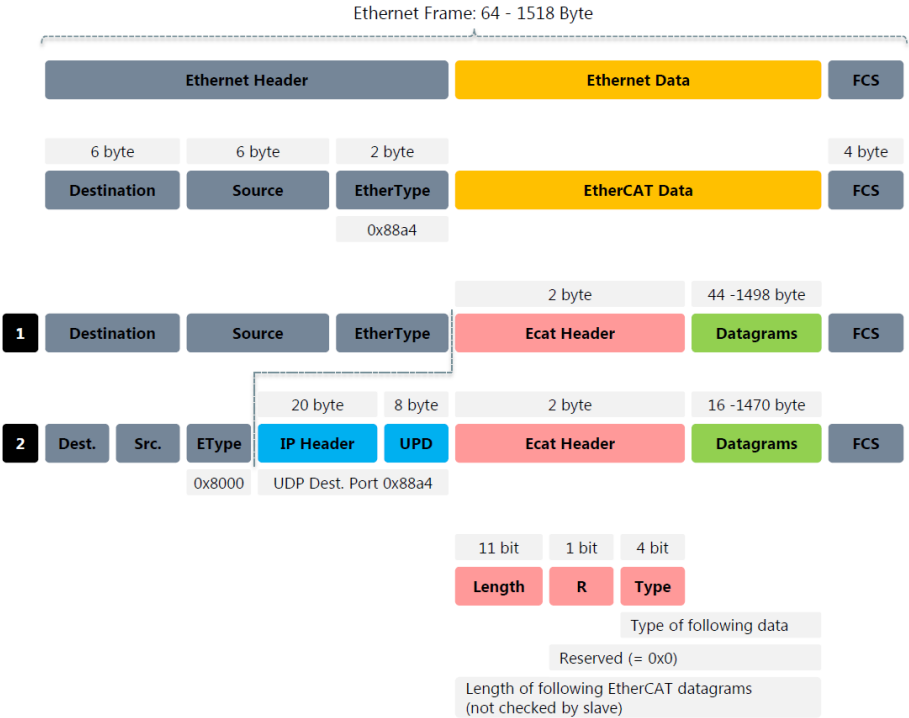 Ethernet Frame: 64 - 1518 Byte
Ethernet Header Ethernet Data FCS
6 byte 6 byte 2 byte 4 byte
Destination Source EtherType EtherCAT Data FCS
0x88a4
2 byte 44 -1498 byte
1 Destination Source EtherType Ecat Header Datagrams FCS
20 byte 8 byte 2 byte 16 -1470 byte
2 Dest. Src. EType IP Header UPD Ecat Header Datagrams FCS
0x8000 UDP Dest. Port 0x88a4
11 bit 1 bit 4 bit
Length R Type
Type of following data
Reserved (= 0x0)
Length of following EtherCAT datagrams
(not checked by slave)